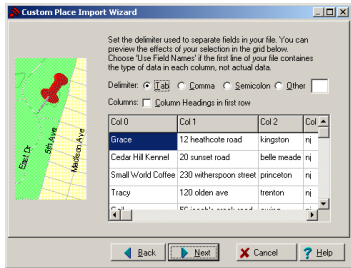 Custom Place Import Wizard
Set the delimiter used to separate fields in your file. You can
preview the effects of your selection in the grid below.
Choose 'Use Field Names' if the first line of your file containes
the type of data in each column, not actual data.
Delimiter: Tab Comma Semicolon Other
Columns: Column Headings in first row
Col 0 Col 1 Col 2 Col
Grace 12 heathcote road kingston nj
Cedar Hill Kennel 20 sunset road belle meade nj
Small World Coffee 230 witherspoon street princeton nj
Tracy 120 olden ave trenton nj
East Dr
5th Ave
Madison Ave
Back Next Cancel ? Help